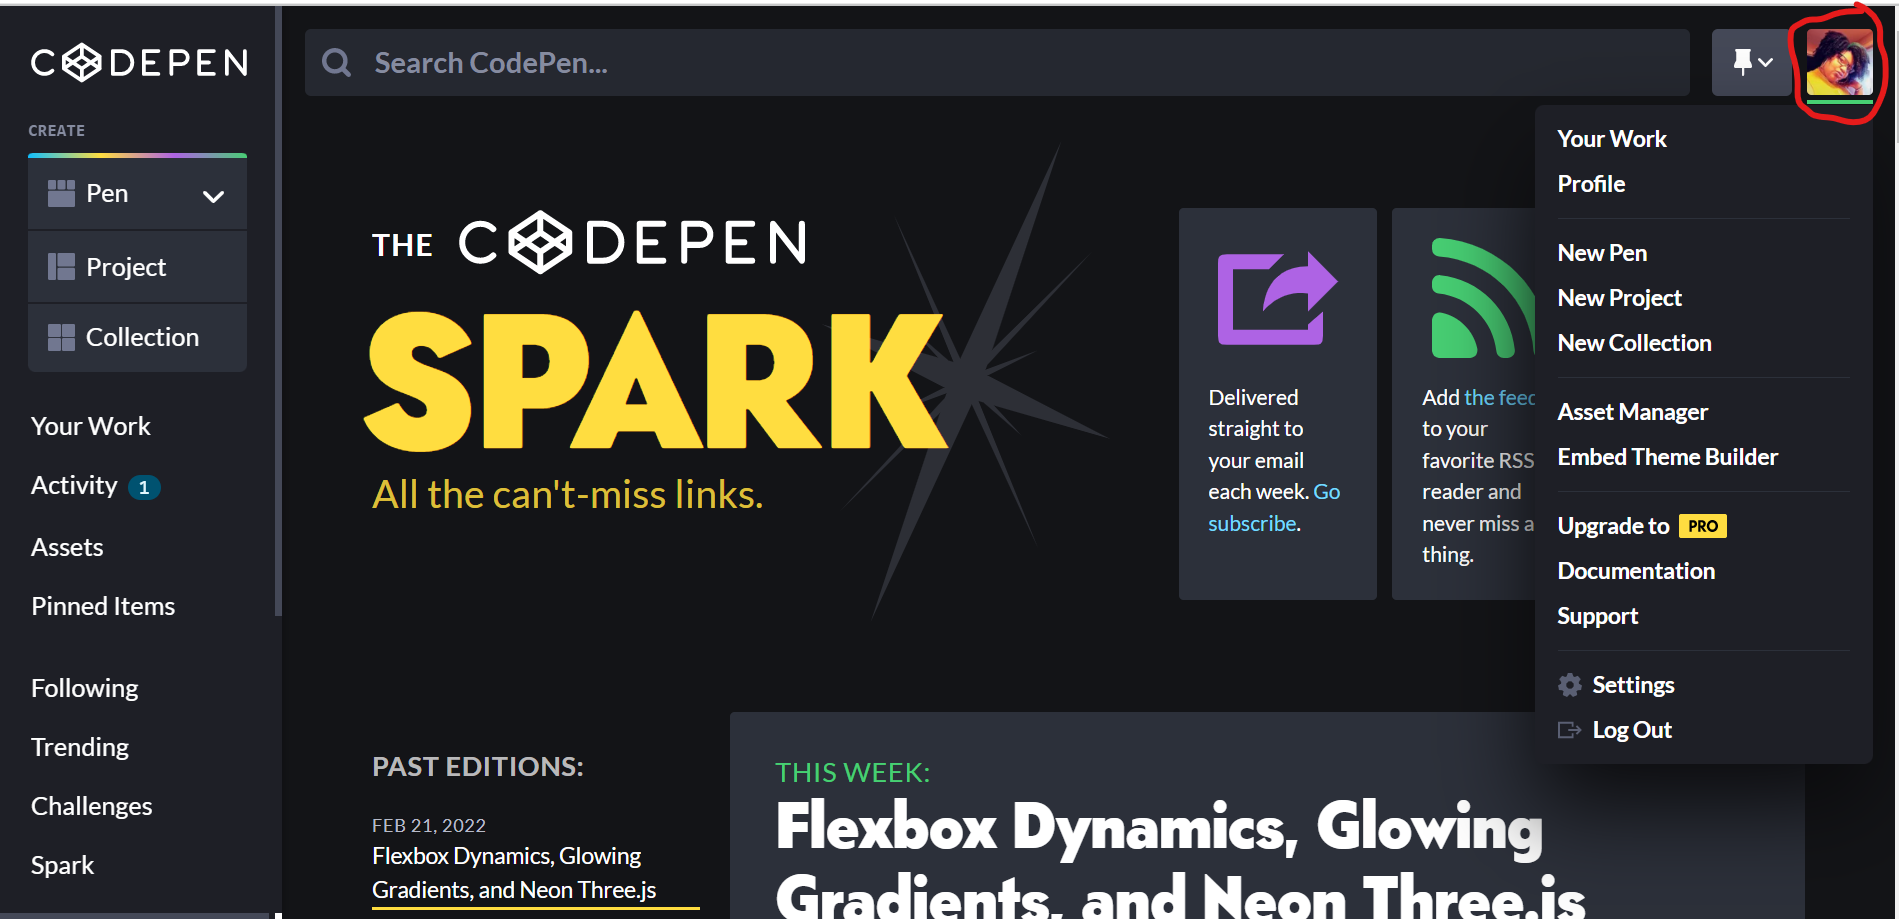 CODEPEN
CREATE
Pen
Project
Collection
Your Work
Activity 1
Assets
Pinned Items
Following
Trending
Challenges
Spark
Search CodePen...
THE CODEPEN
SPARK
All the can't-miss links.
Delivered
straight to
your email
each week. Go
subscribe.
Add the feed
to your
favorite RSS
reader and
never miss a
thing.
Your Work
Profile
New Pen
New Project
New Collection
Asset Manager
Embed Theme Builder
Upgrade to PRO
Documentation
Support
Settings
Log Out
PAST EDITIONS:
FEB 21, 2022
Flexbox Dynamics, Glowing
Gradients, and Neon Three.js
THIS WEEK:
Flexbox Dynamics, Glowing
Gradients, and Neon Three.js